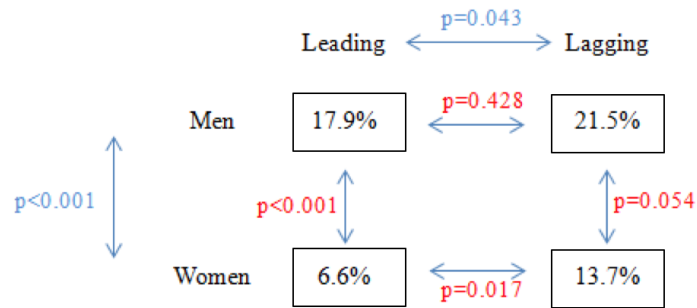 p=0.043
Leading Lagging
p=0.428
Men 17.9% 21.5%
p<0.001 p<0.001 p=0.054
Women 6.6% 13.7%
p=0.017